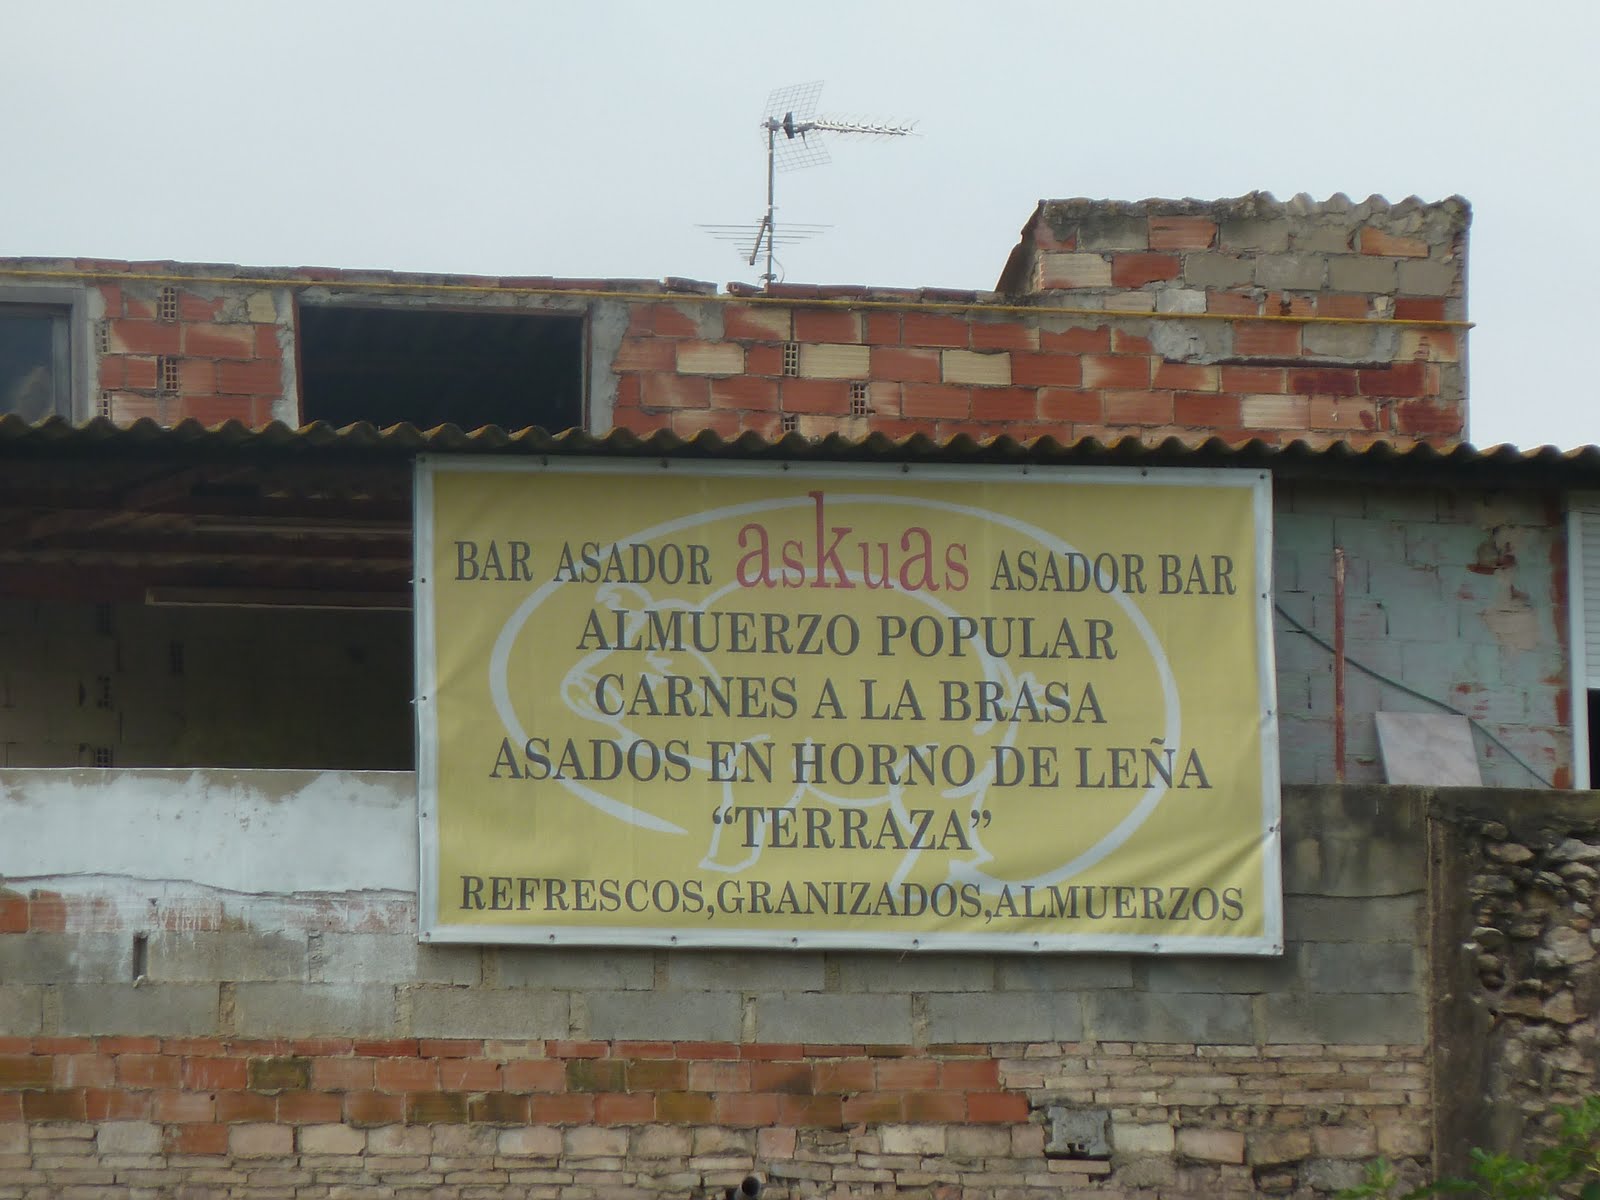 BAR ASADOR askuas ASADOR BAR
ALMUERZO POPULAR
CARNES A LA BRASA
ASADOS EN HORNO DE LEÑA
“TERRAZA”
REFRESCOS,GRANIZADOS,ALMUERZOS